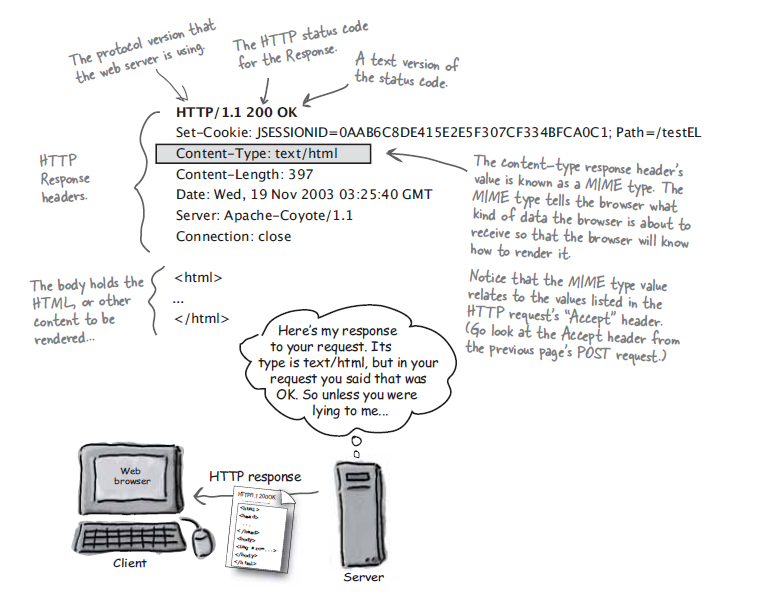 The protocol version that
the web server is using.
The HTTP status code
for the Response.
A text version of
the status code.
HTTP/1.1 200 OK
Set-Cookie: JSESSIONID=0AAB6C8DE415E2E5F307CF334BFCA0C1; Path=/testEL
Content-Type: text/html
Content-Length: 397
Date: Wed, 19 Nov 2003 03:25:40 GMT
Server: Apache-Coyote/1.1
Connection: close
HTTP
Response
headers.
The content-type response header's
value is known as a MIME type. The
MIME type tells the browser what
kind of data the browser is about to
receive so that the browser will know
how to render it.
Notice that the MIME type value
relates to the values listed in the
HTTP request's "Accept" header.
(Go look at the Accept header from
the previous page's POST request.)
The body holds the
HTML, or other
content to be
rendered...
<html>
...
</html>
Here's my response
to your request. Its
type is text/html, but in your
request you said that was
OK. So unless you were
lying to me...
Web
browser
HTTP response
HTTP/1.1 200OK
<html>
<head>
...
</head>
<body>
</body>
</html>
Client
Server